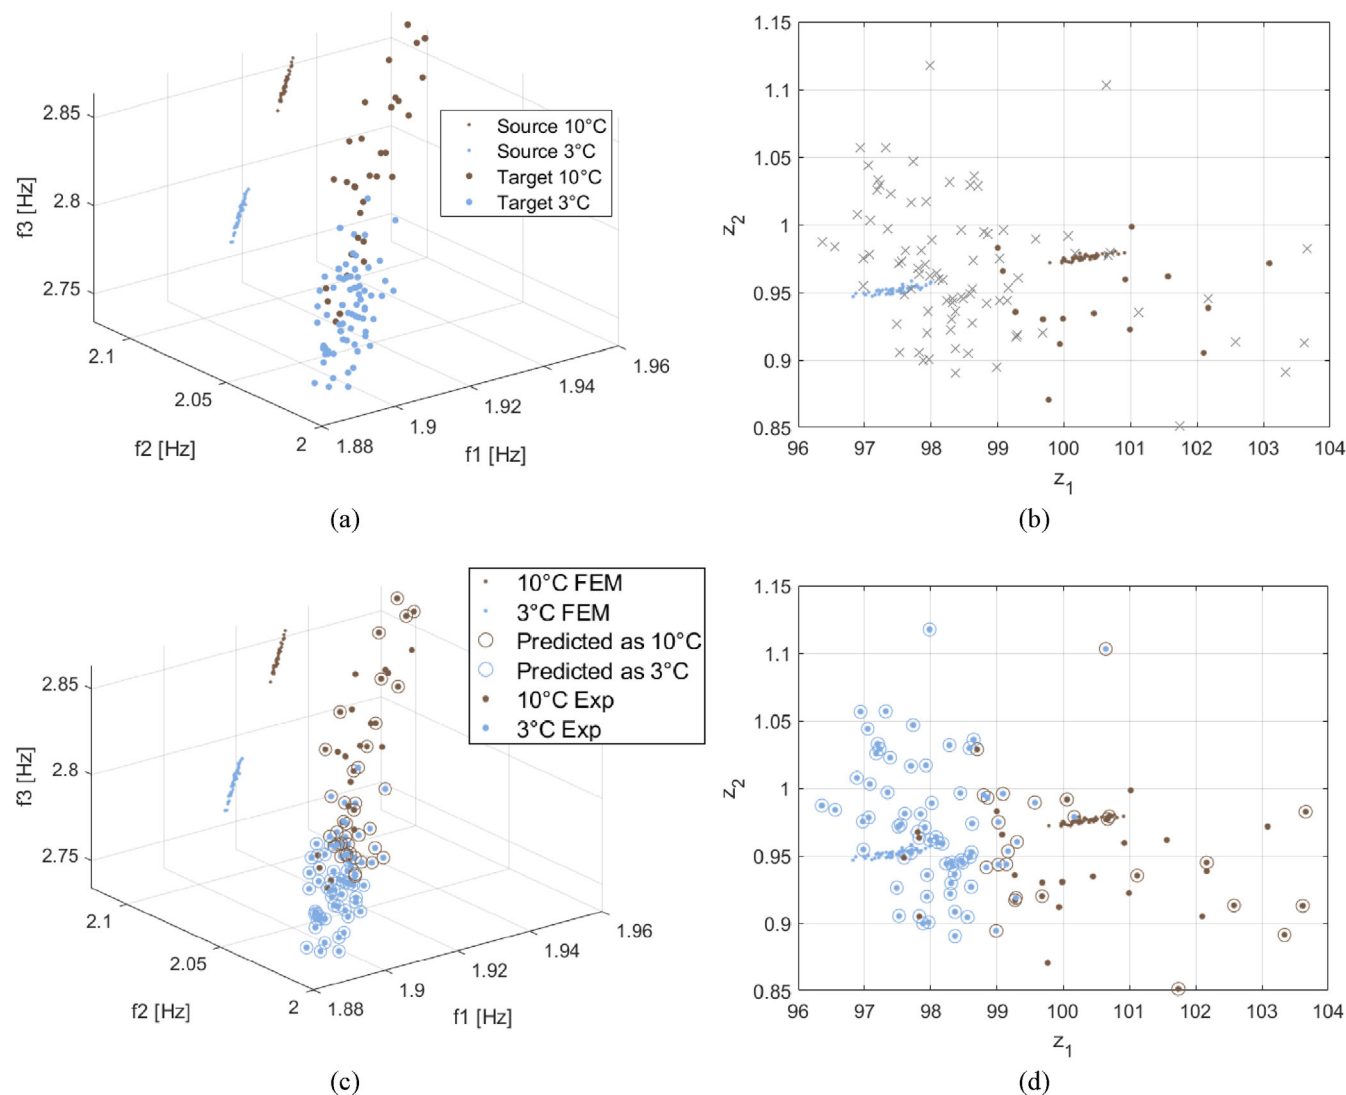 2.85
2.8
2.75
f3 [Hz]
2.1
2.05
2
f2 [Hz]
1.88
1.9
1.92
1.94
1.96
f1 [Hz]
Source 10°C
Source 3°C
Target 10°C
Target 3°C
(a)
1.15
1.1
1.05
1
0.95
0.9
0.85
z2
96 97 98 99 100 101 102 103 104
z1
(b)
2.85
2.8
2.75
f3 [Hz]
2.1
2.05
2
f2 [Hz]
1.88
1.9
1.92
1.94
1.96
f1 [Hz]
10°C FEM
3°C FEM
Predicted as 10°C
Predicted as 3°C
10°C Exp
3°C Exp
(c)
1.15
1.1
1.05
1
0.95
0.9
0.85
z2
96 97 98 99 100 101 102 103 104
z1
(d)